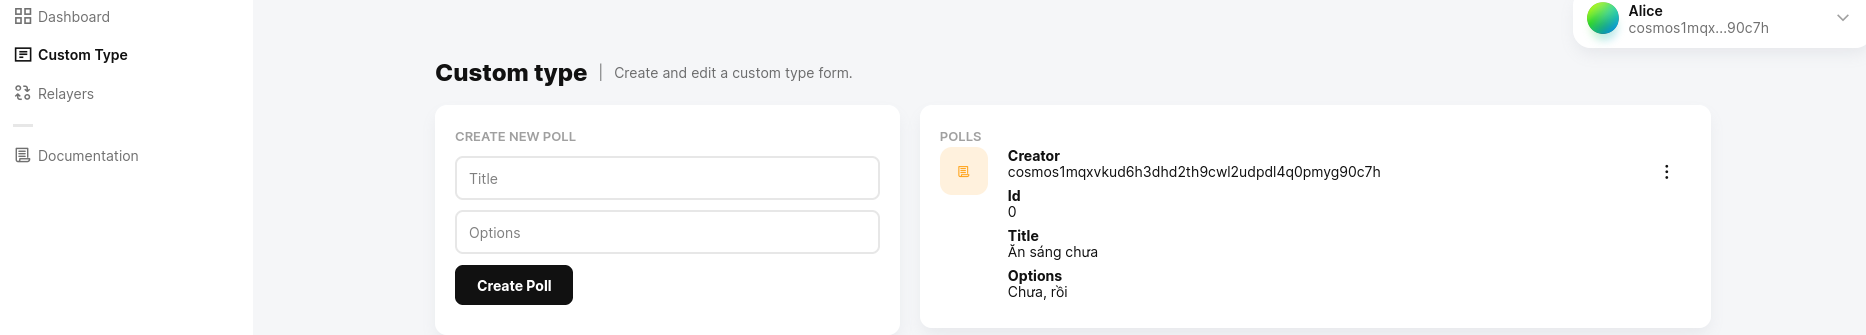 Dashboard
Custom Type
Relayers
Documentation
Alice
cosmos1mqx...90c7h
Custom type | Create and edit a custom type form.
CREATE NEW POLL
Title
Options
Create Poll
POLLS
Creator
cosmos1mqxvkud6h3dhd2th9cwl2udpdl4q0pmyg90c7h
Id
0
Title
Ăn sáng chưa
Options
Chưa, rồi